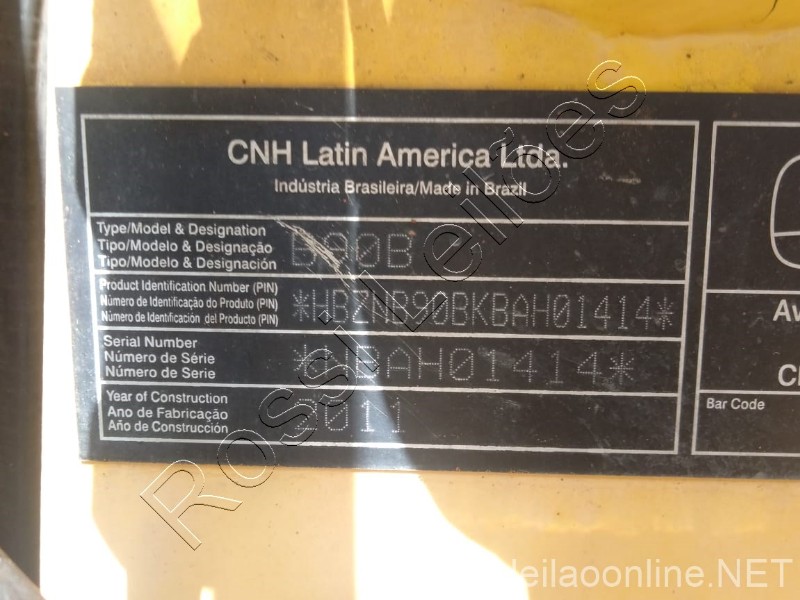 CNH Latin America Ltda.
Indústria Brasileira/Made in Brazil
Type/Model & Designation
Tipo/Modelo & Designação
Tipo/Modelo & Designación
B90B
Product Identification Number (PIN)
Número de Identificação do Produto (PIN)
Número de Identificación del Producto (PIN)
*HBZNB90BKBAH01414*
Serial Number
Número de Série
Número de Serie
*NBAH01414*
Year of Construction
Ano de Fabricação
Año de Construcción
2011
Bar Code
Rossi Leilões
leilaoonline.NET